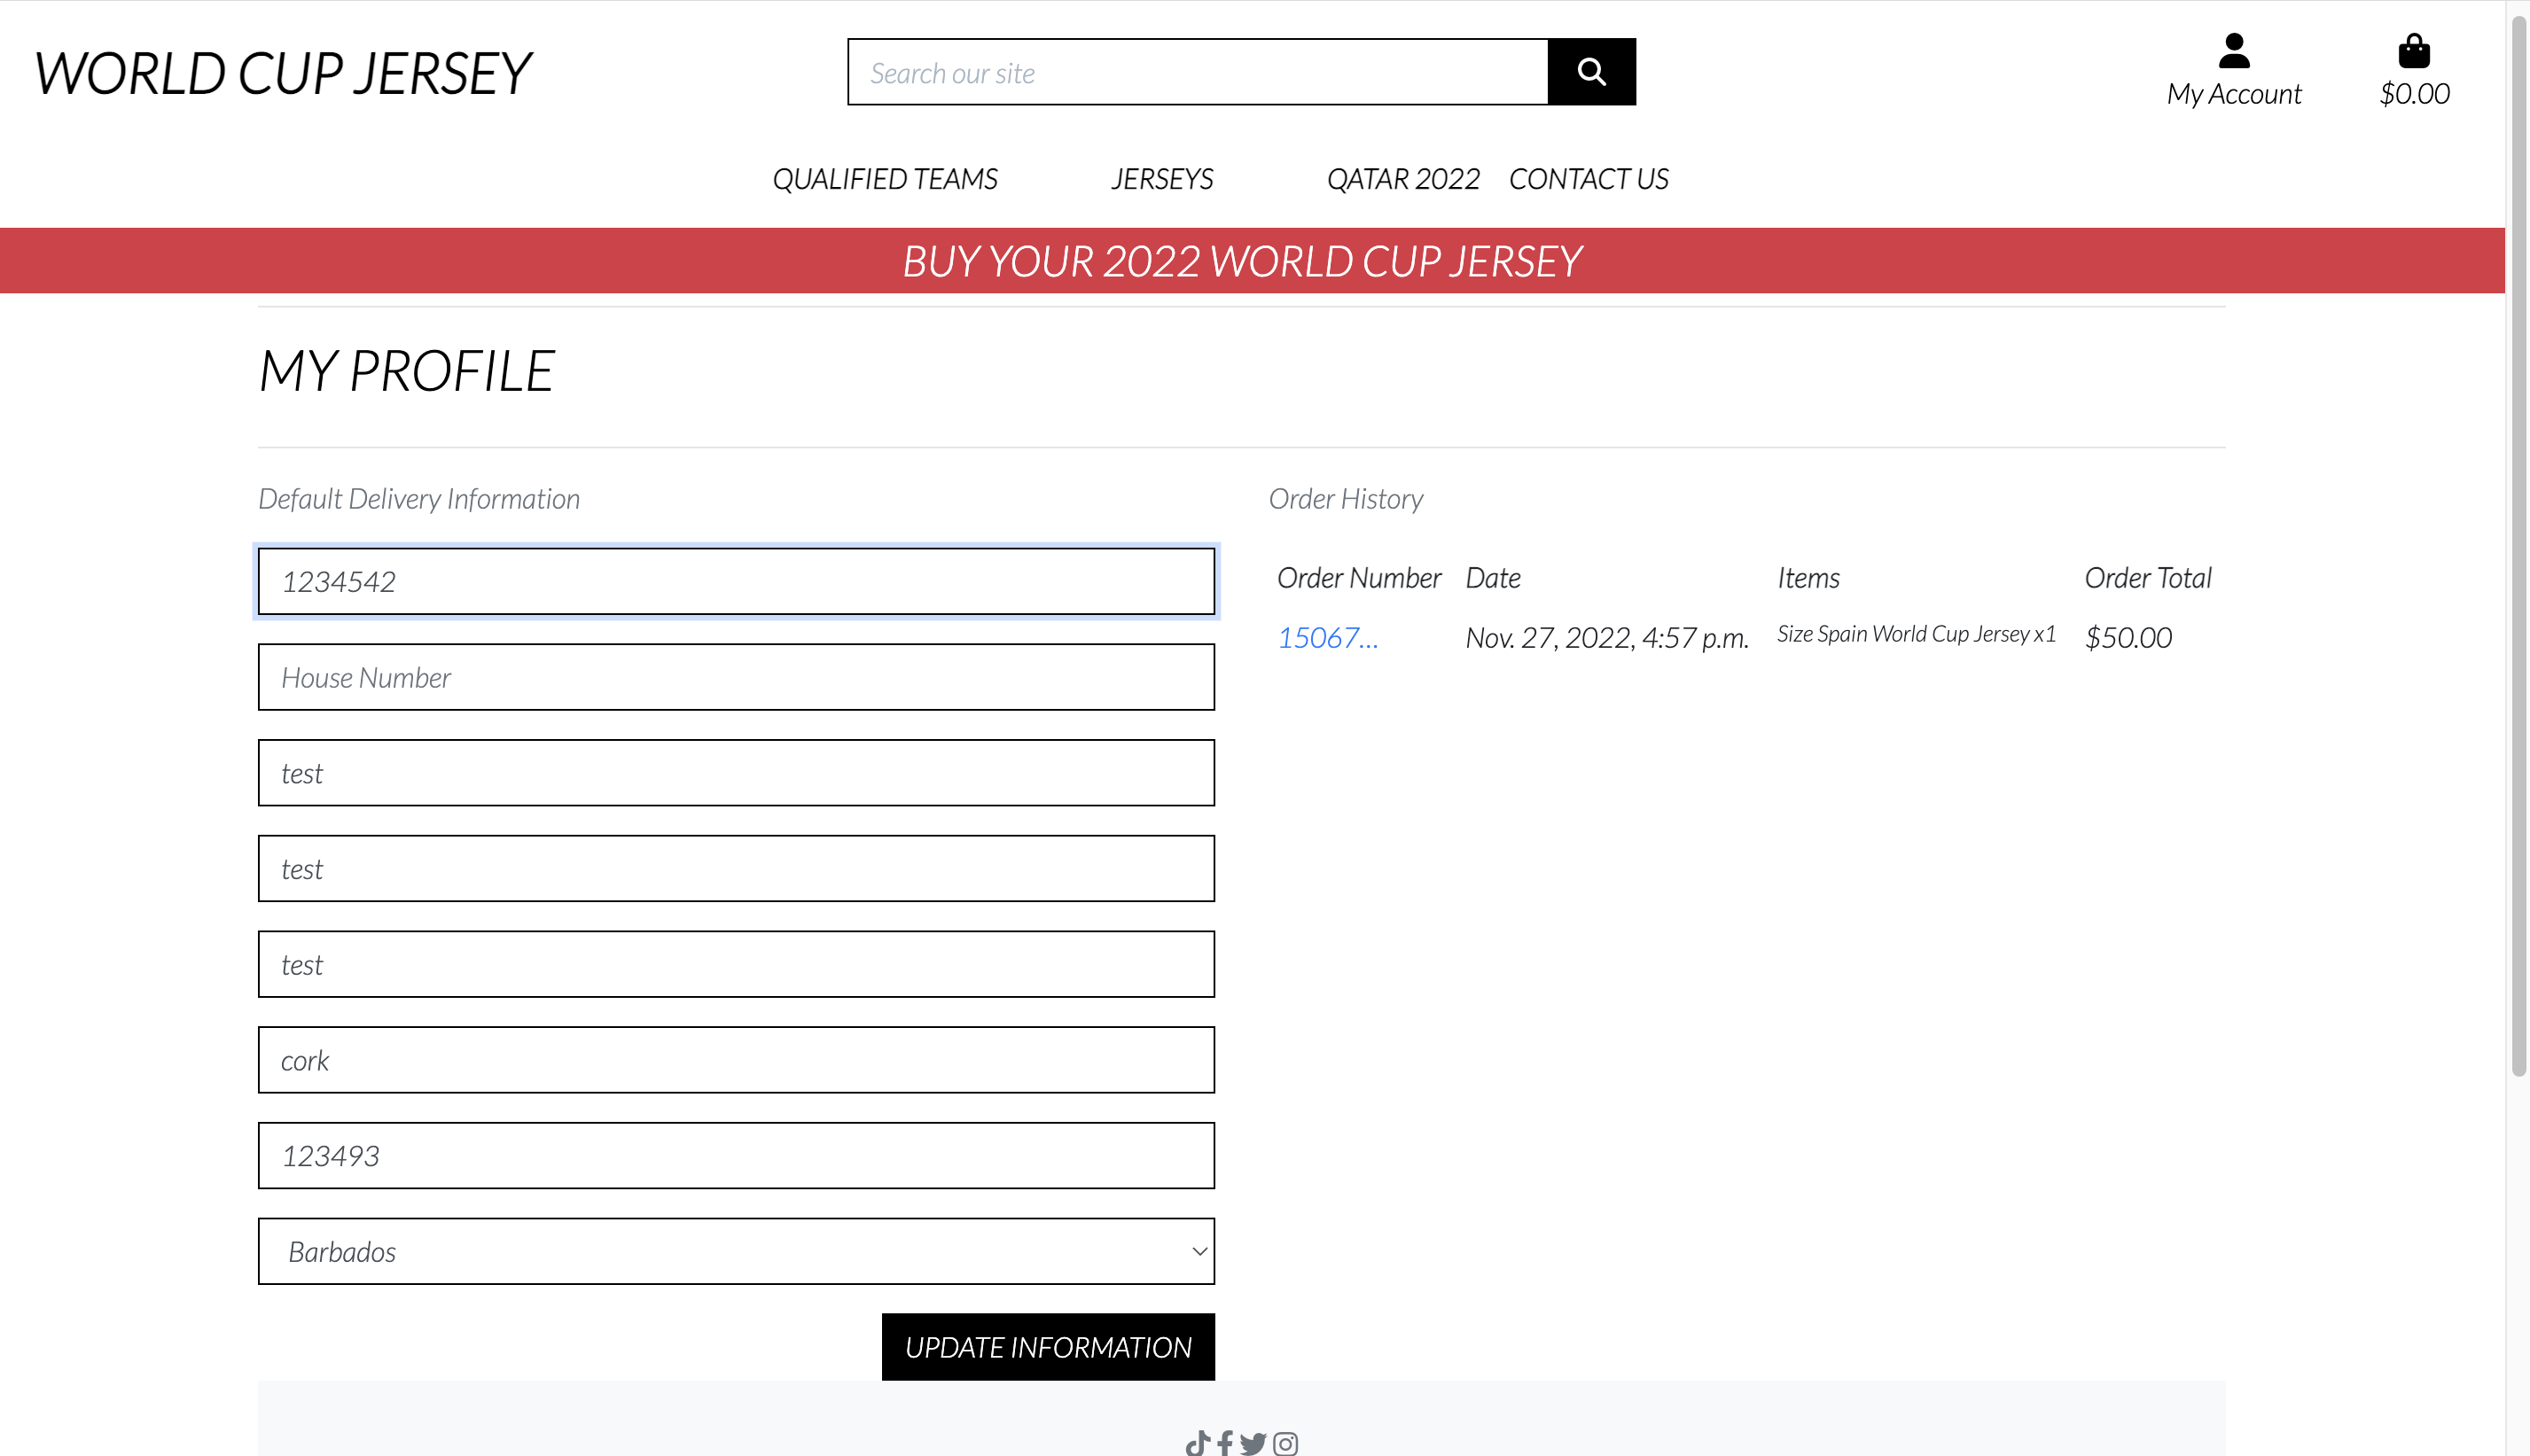 WORLD CUP JERSEY
Search our site
My Account
$0.00
QUALIFIED TEAMS JERSEYS QATAR 2022 CONTACT US
BUY YOUR 2022 WORLD CUP JERSEY
MY PROFILE
Default Delivery Information
1234542
House Number
test
test
test
cork
123493
Barbados
UPDATE INFORMATION
Order History
Order Number Date Items Order Total
15067... Nov. 27, 2022, 4:57 p.m. Size Spain World Cup Jersey x1 $50.00